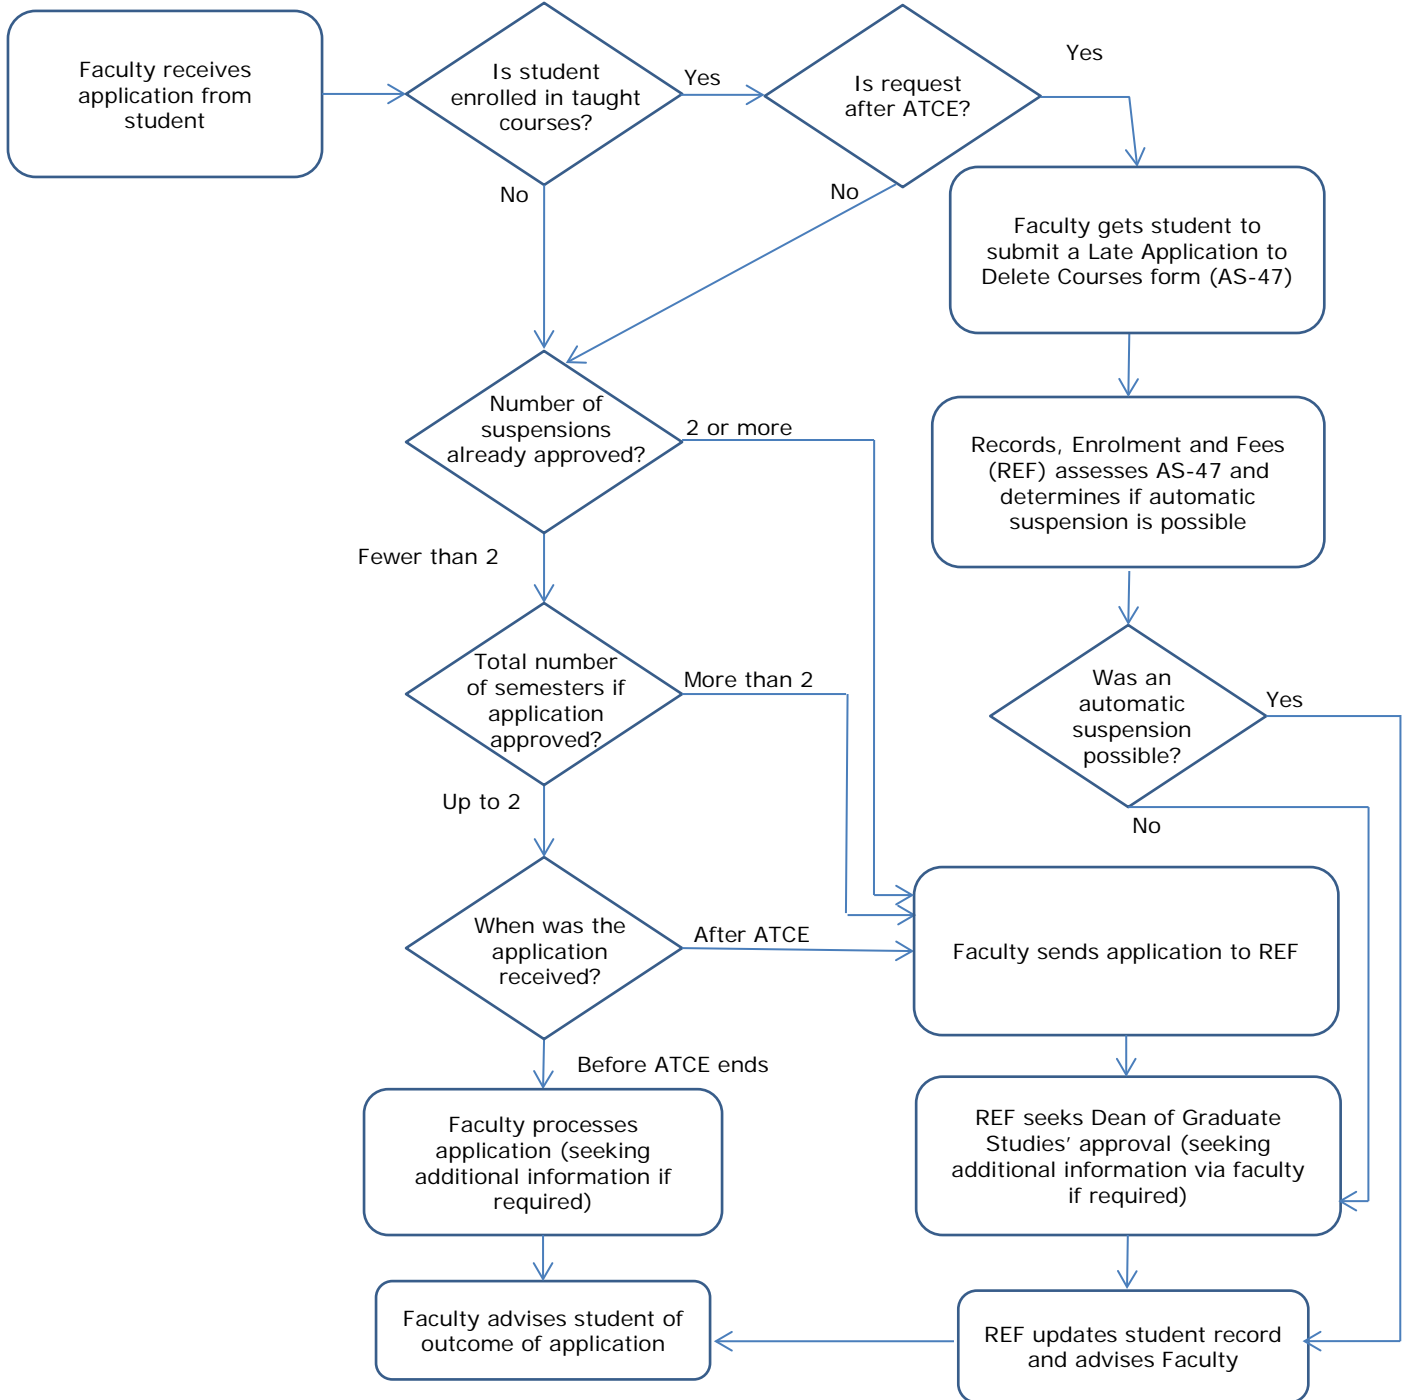 Faculty receives
application from
student
Is student
enrolled in taught
courses?
Yes
Is request
after ATCE?
Yes
No
No
Faculty gets student to
submit a Late Application to
Delete Courses form (AS-47)
Number of
suspensions
already approved?
2 or more
Records, Enrolment and Fees
(REF) assesses AS-47 and
determines if automatic
suspension is possible
Fewer than 2
Total number
of semesters if
application
approved?
More than 2
Was an
automatic
suspension
possible?
Yes
Up to 2
No
When was the
application
received?
After ATCE
Faculty sends application to REF
Before ATCE ends
Faculty processes
application (seeking
additional information if
required)
REF seeks Dean of Graduate
Studies’ approval (seeking
additional information via faculty
if required)
Faculty advises student of
outcome of application
REF updates student record
and advises Faculty